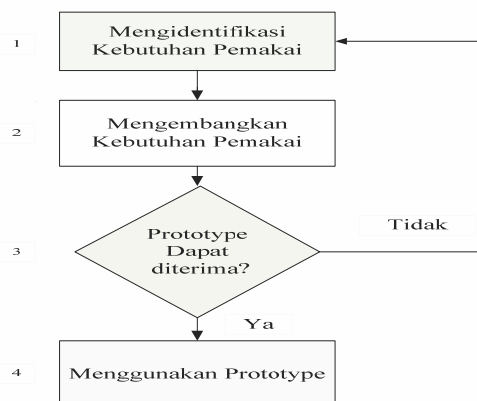 1
Mengidentifikasi
Kebutuhan Pemakai
2
Mengembangkan
Kebutuhan Pemakai
3
Prototype
Dapat
diterima?
Tidak
Ya
4
Menggunakan Prototype